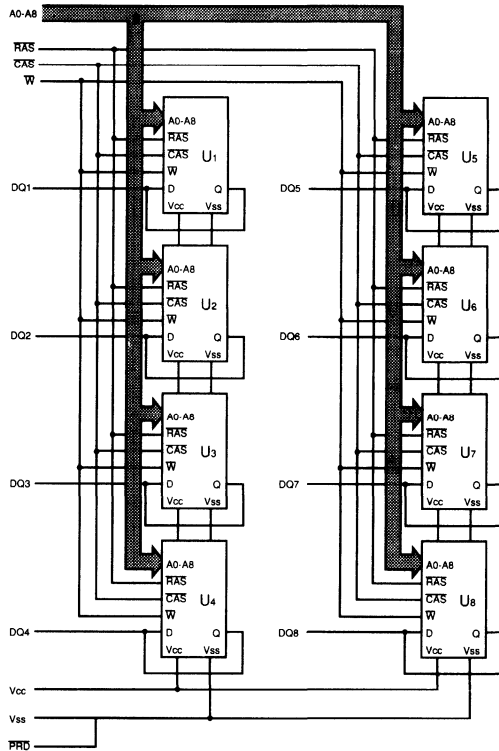 A0-A8
RAS
CAS
W
A0-A8
RAS
CAS
U1
W
DQ1
D Q
Vcc Vss
A0-A8
RAS
CAS
U2
W
DQ2
D Q
Vcc Vss
A0-A8
RAS
CAS
U3
W
DQ3
D Q
Vcc Vss
A0-A8
RAS
CAS
U4
W
DQ4
D Q
Vcc Vss
A0-A8
RAS
CAS
U5
W
DQ5
D Q
Vcc Vss
A0-A8
RAS
CAS
U6
W
DQ6
D Q
Vcc Vss
A0-A8
RAS
CAS
U7
W
DQ7
D Q
Vcc Vss
A0-A8
RAS
CAS
U8
W
DQ8
D Q
Vcc Vss
Vcc
Vss
PRD